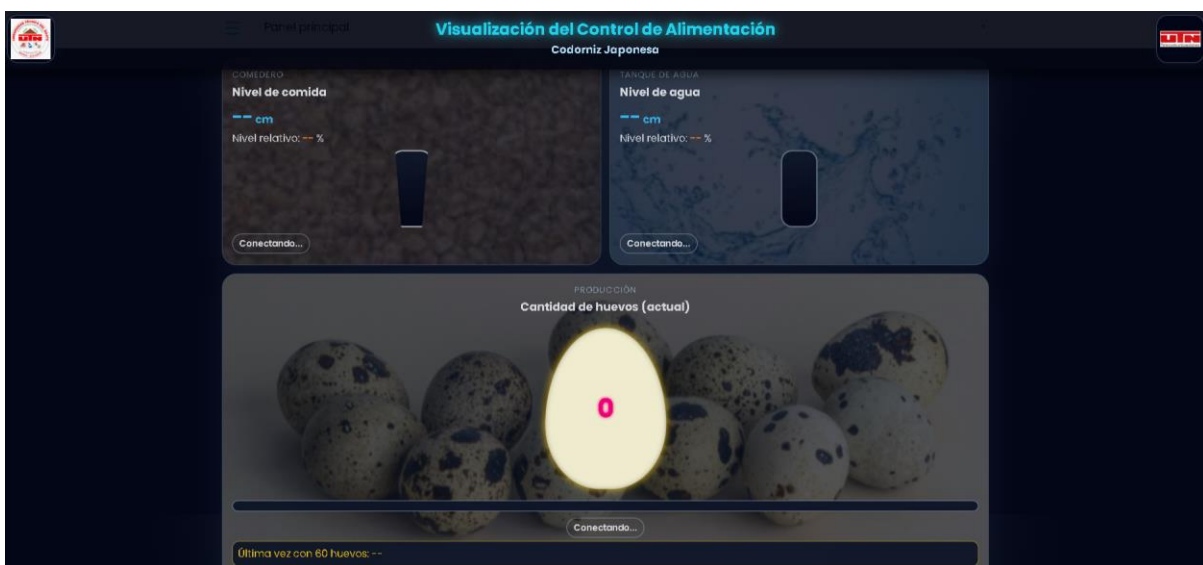 Panel principal
Visualización del Control de Alimentación
Codorniz Japonesa
UTN
UTN
COMEDERO
Nivel de comida
-- cm
Nivel relativo: -- %
Conectando...
TANQUE DE AGUA
Nivel de agua
-- cm
Nivel relativo: -- %
Conectando...
PRODUCCIÓN
Cantidad de huevos (actual)
0
Conectando...
Última vez con 60 huevos: --